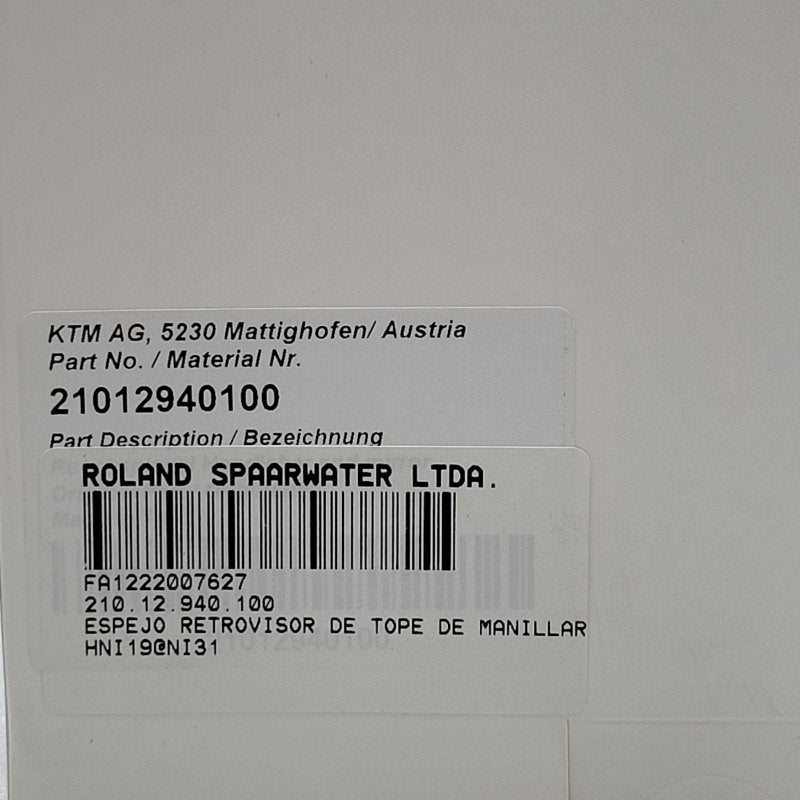 KTM AG, 5230 Mattighofen/ Austria
Part No. / Material Nr.
21012940100
Part Description / Bezeichnung
ROLAND SPAARWATER LTDA.
FA1222007627
210.12.940.100
ESPEJO RETROVISOR DE TOPE DE MANILLAR
HNI19@NI31
21012940100